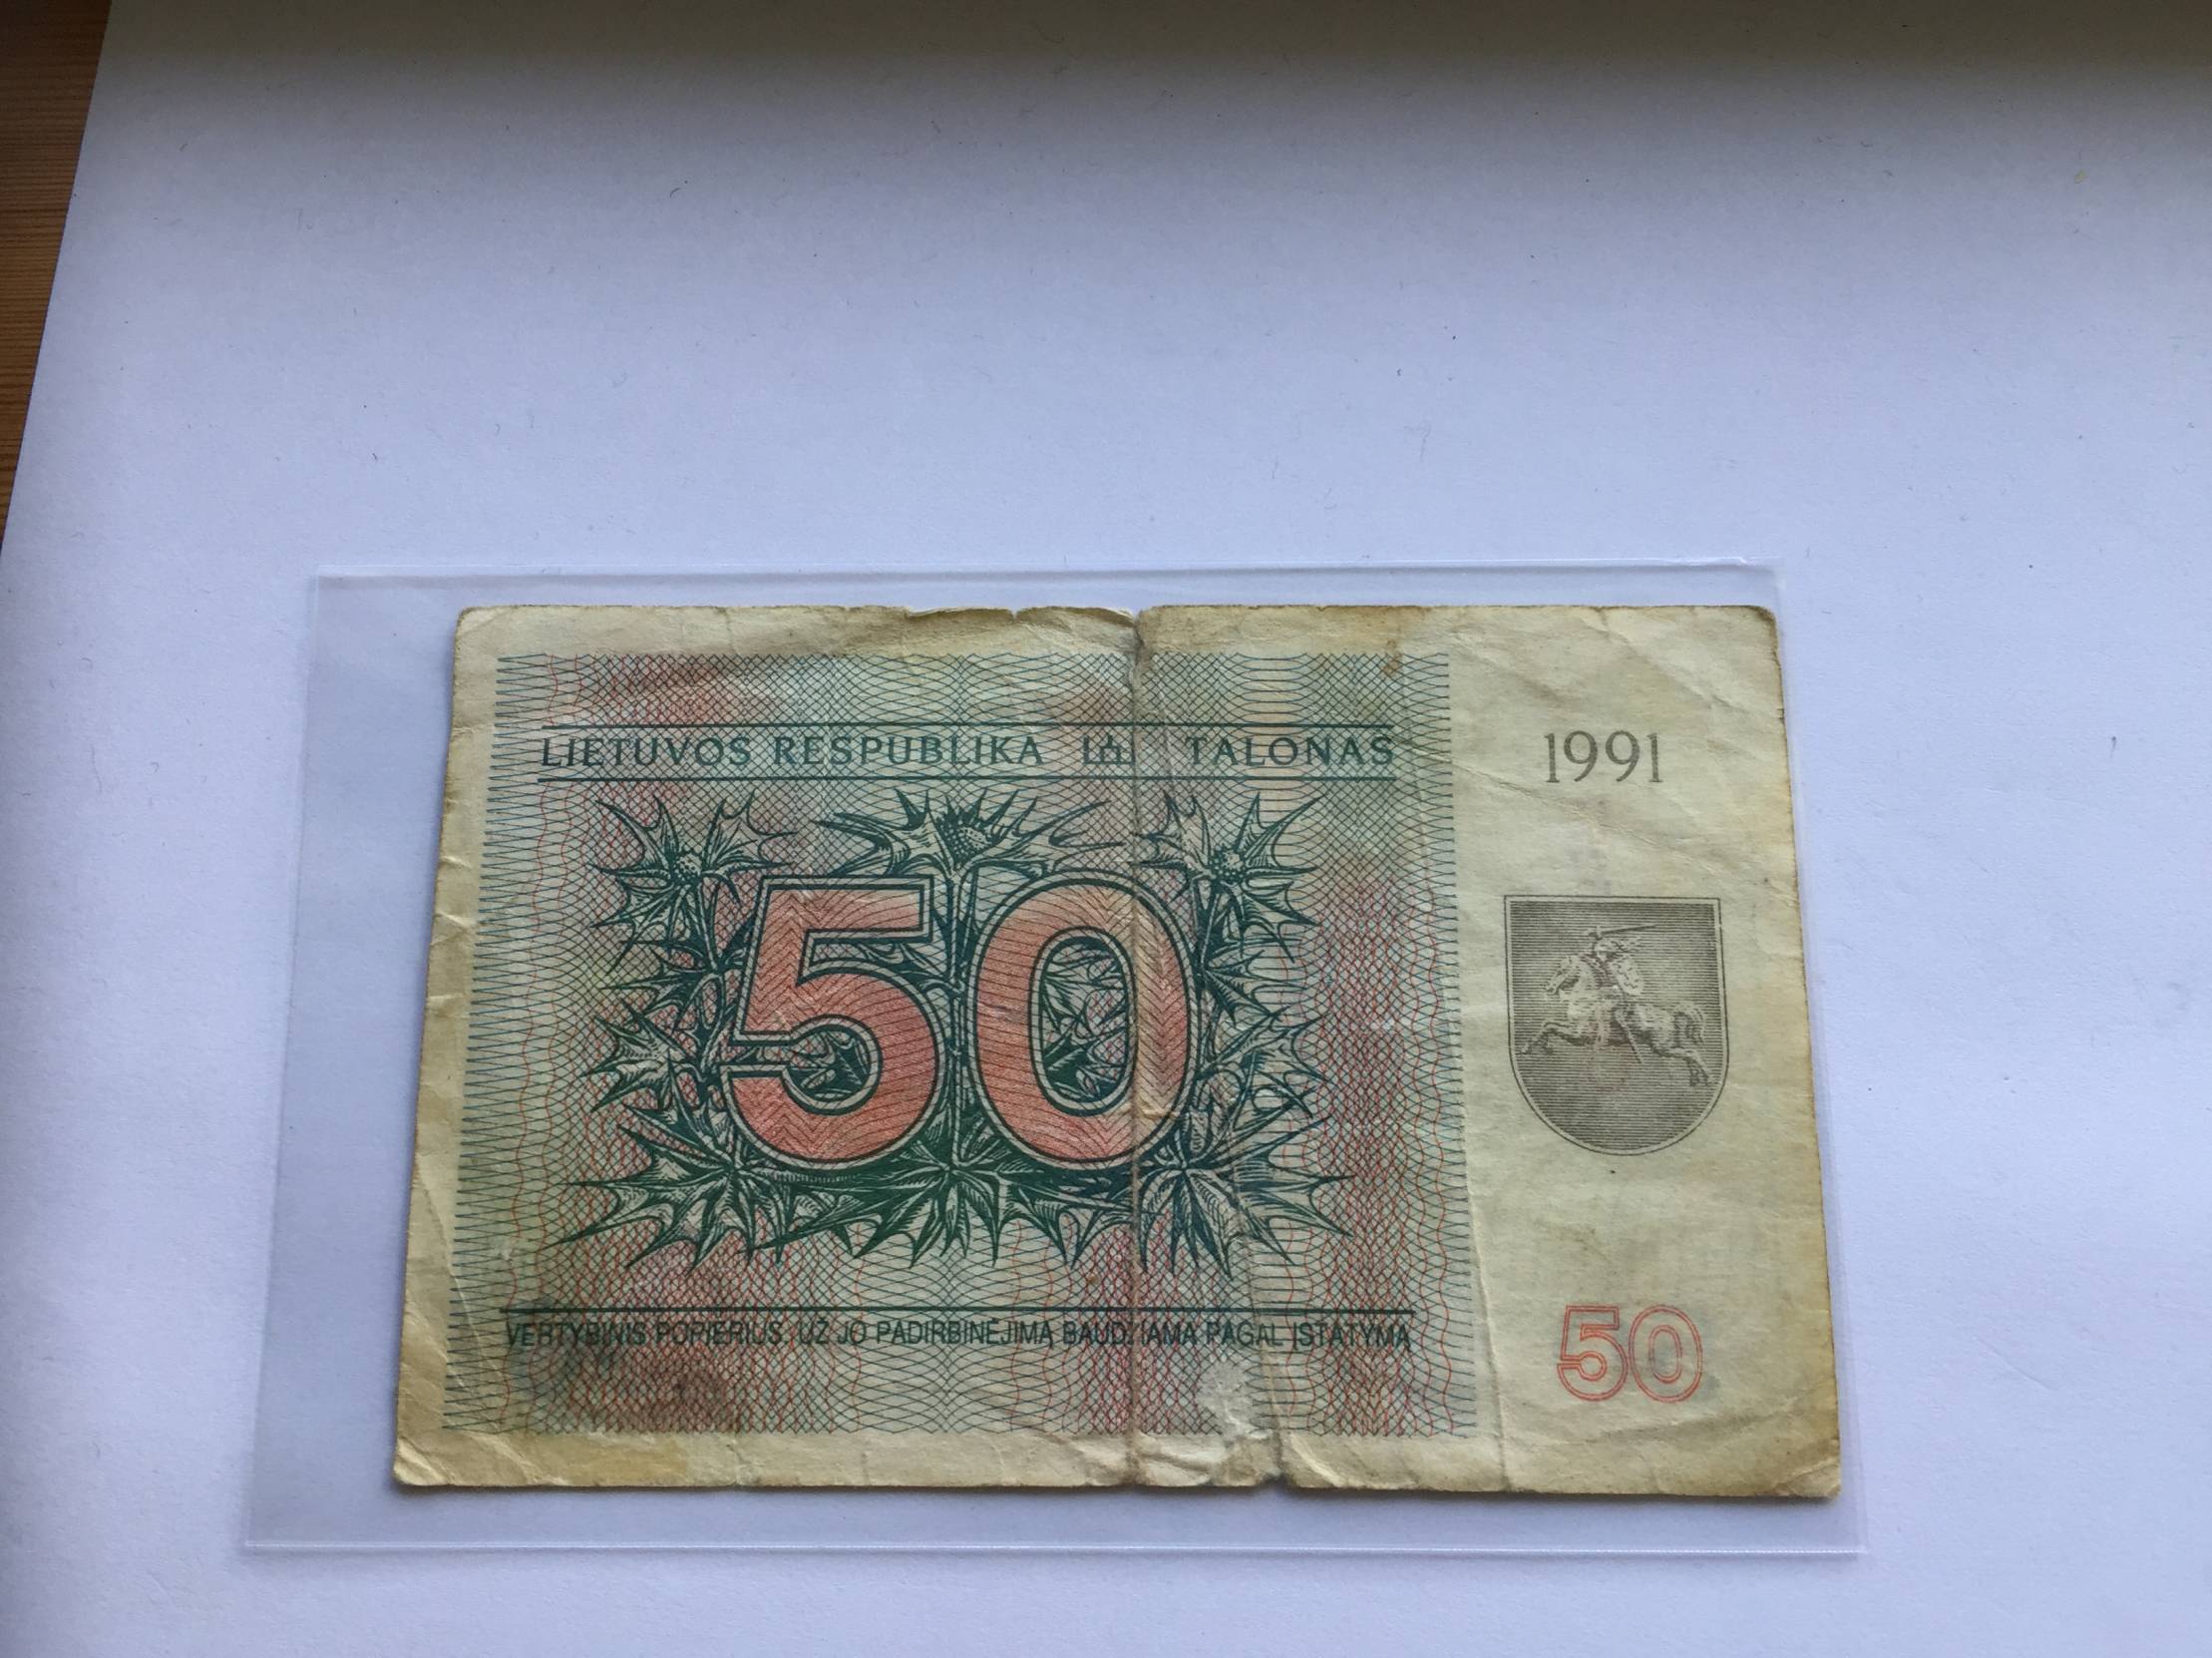 LIETUVOS RESPUBLIKA TALONAS
1991
50
VERTYBINIS POPIERIUS. UŽ JO PADIRBINĖJIMĄ BAUDŽIAMA PAGAL ĮSTATYMĄ
50